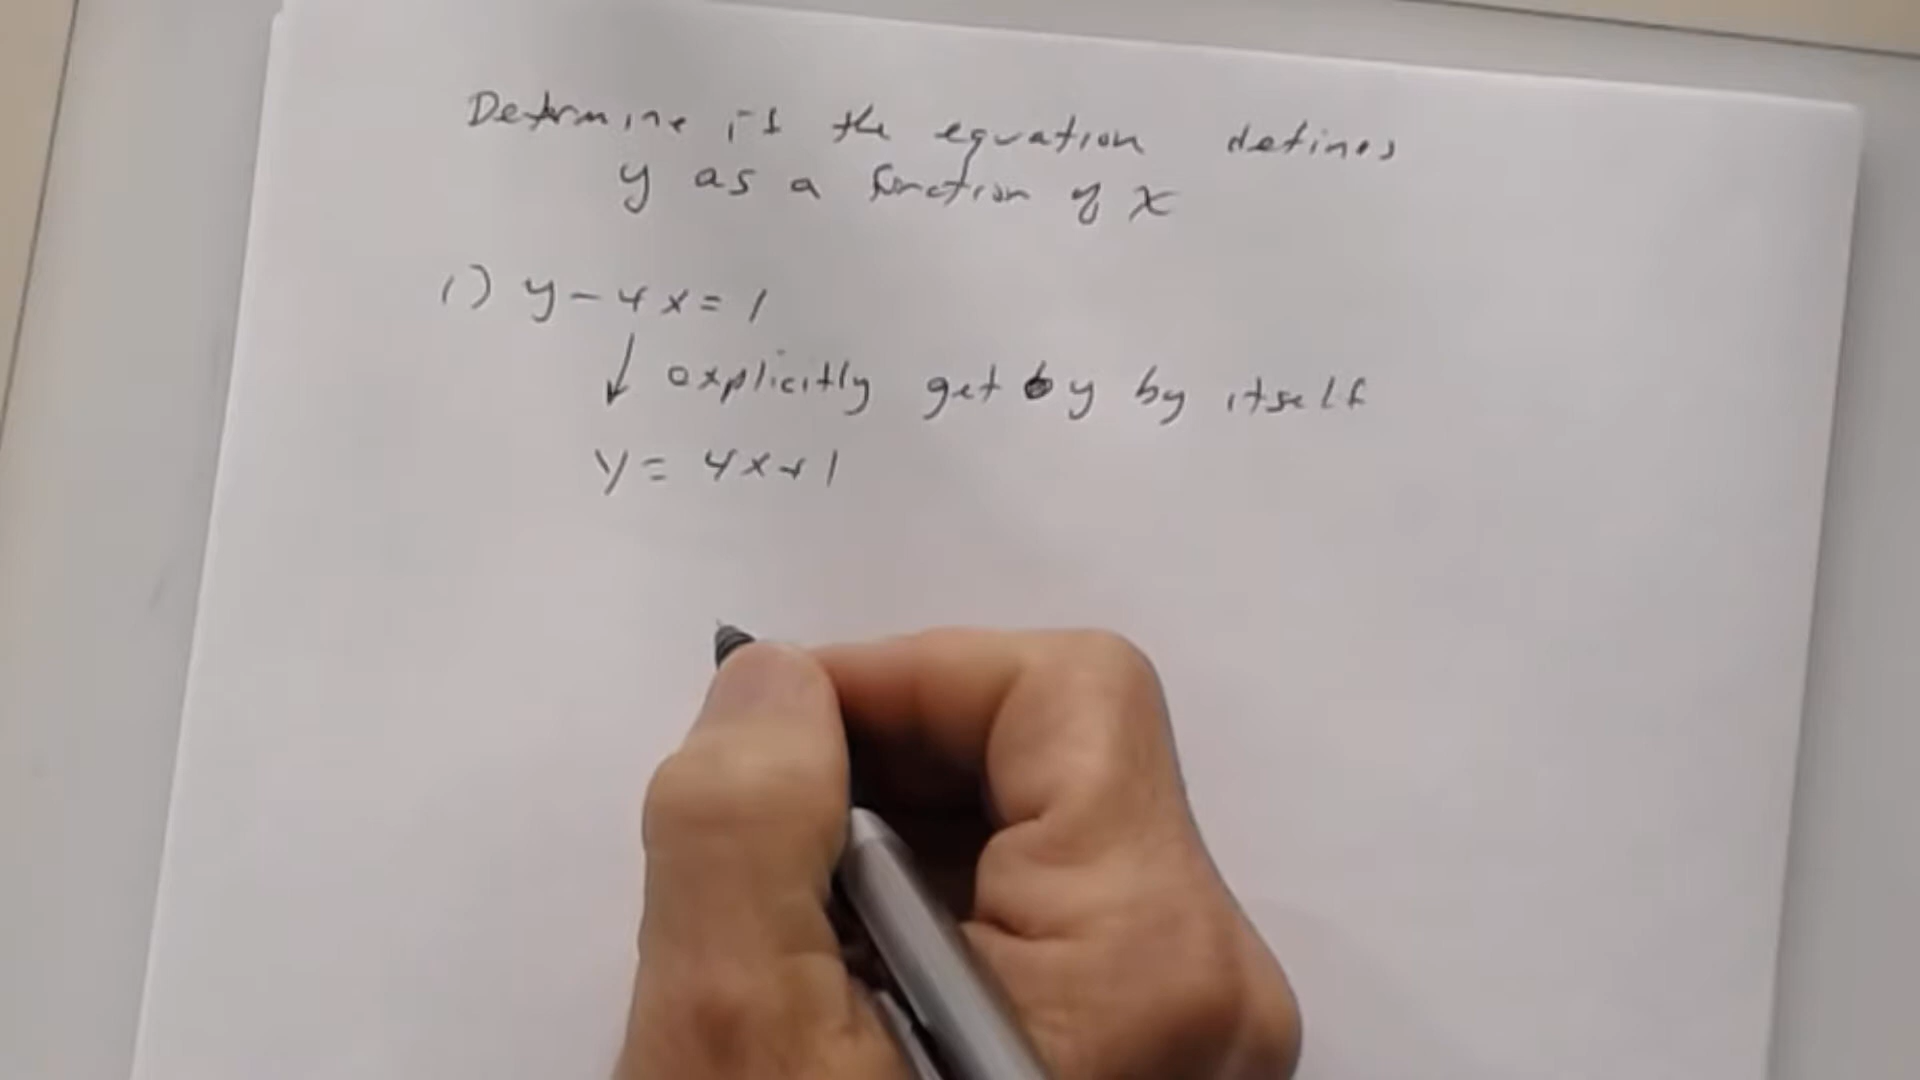 Determine if the equation defines
y as a function of x
1) y - 4x = 1
↓ explicitly get y by itself
y = 4x + 1